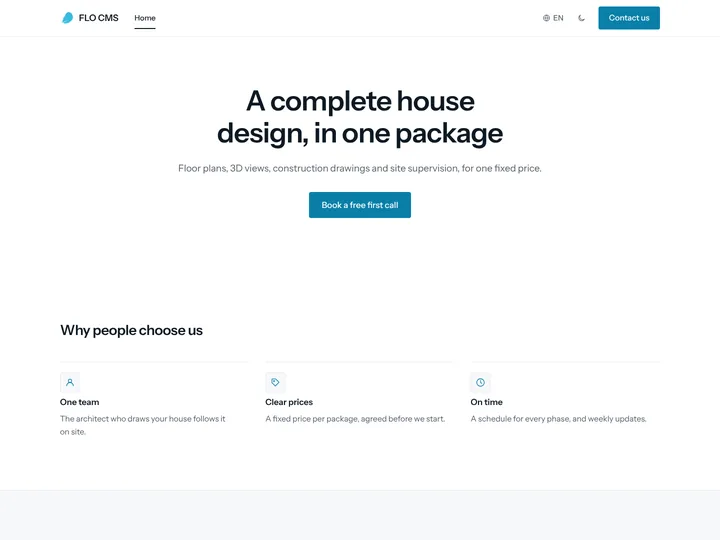 FLO CMS
Home
EN
Contact us
A complete house
design, in one package
Floor plans, 3D views, construction drawings and site supervision, for one fixed price.
Book a free first call
Why people choose us
One team
The architect who draws your house follows it
on site.
Clear prices
A fixed price per package, agreed before we start.
On time
A schedule for every phase, and weekly updates.